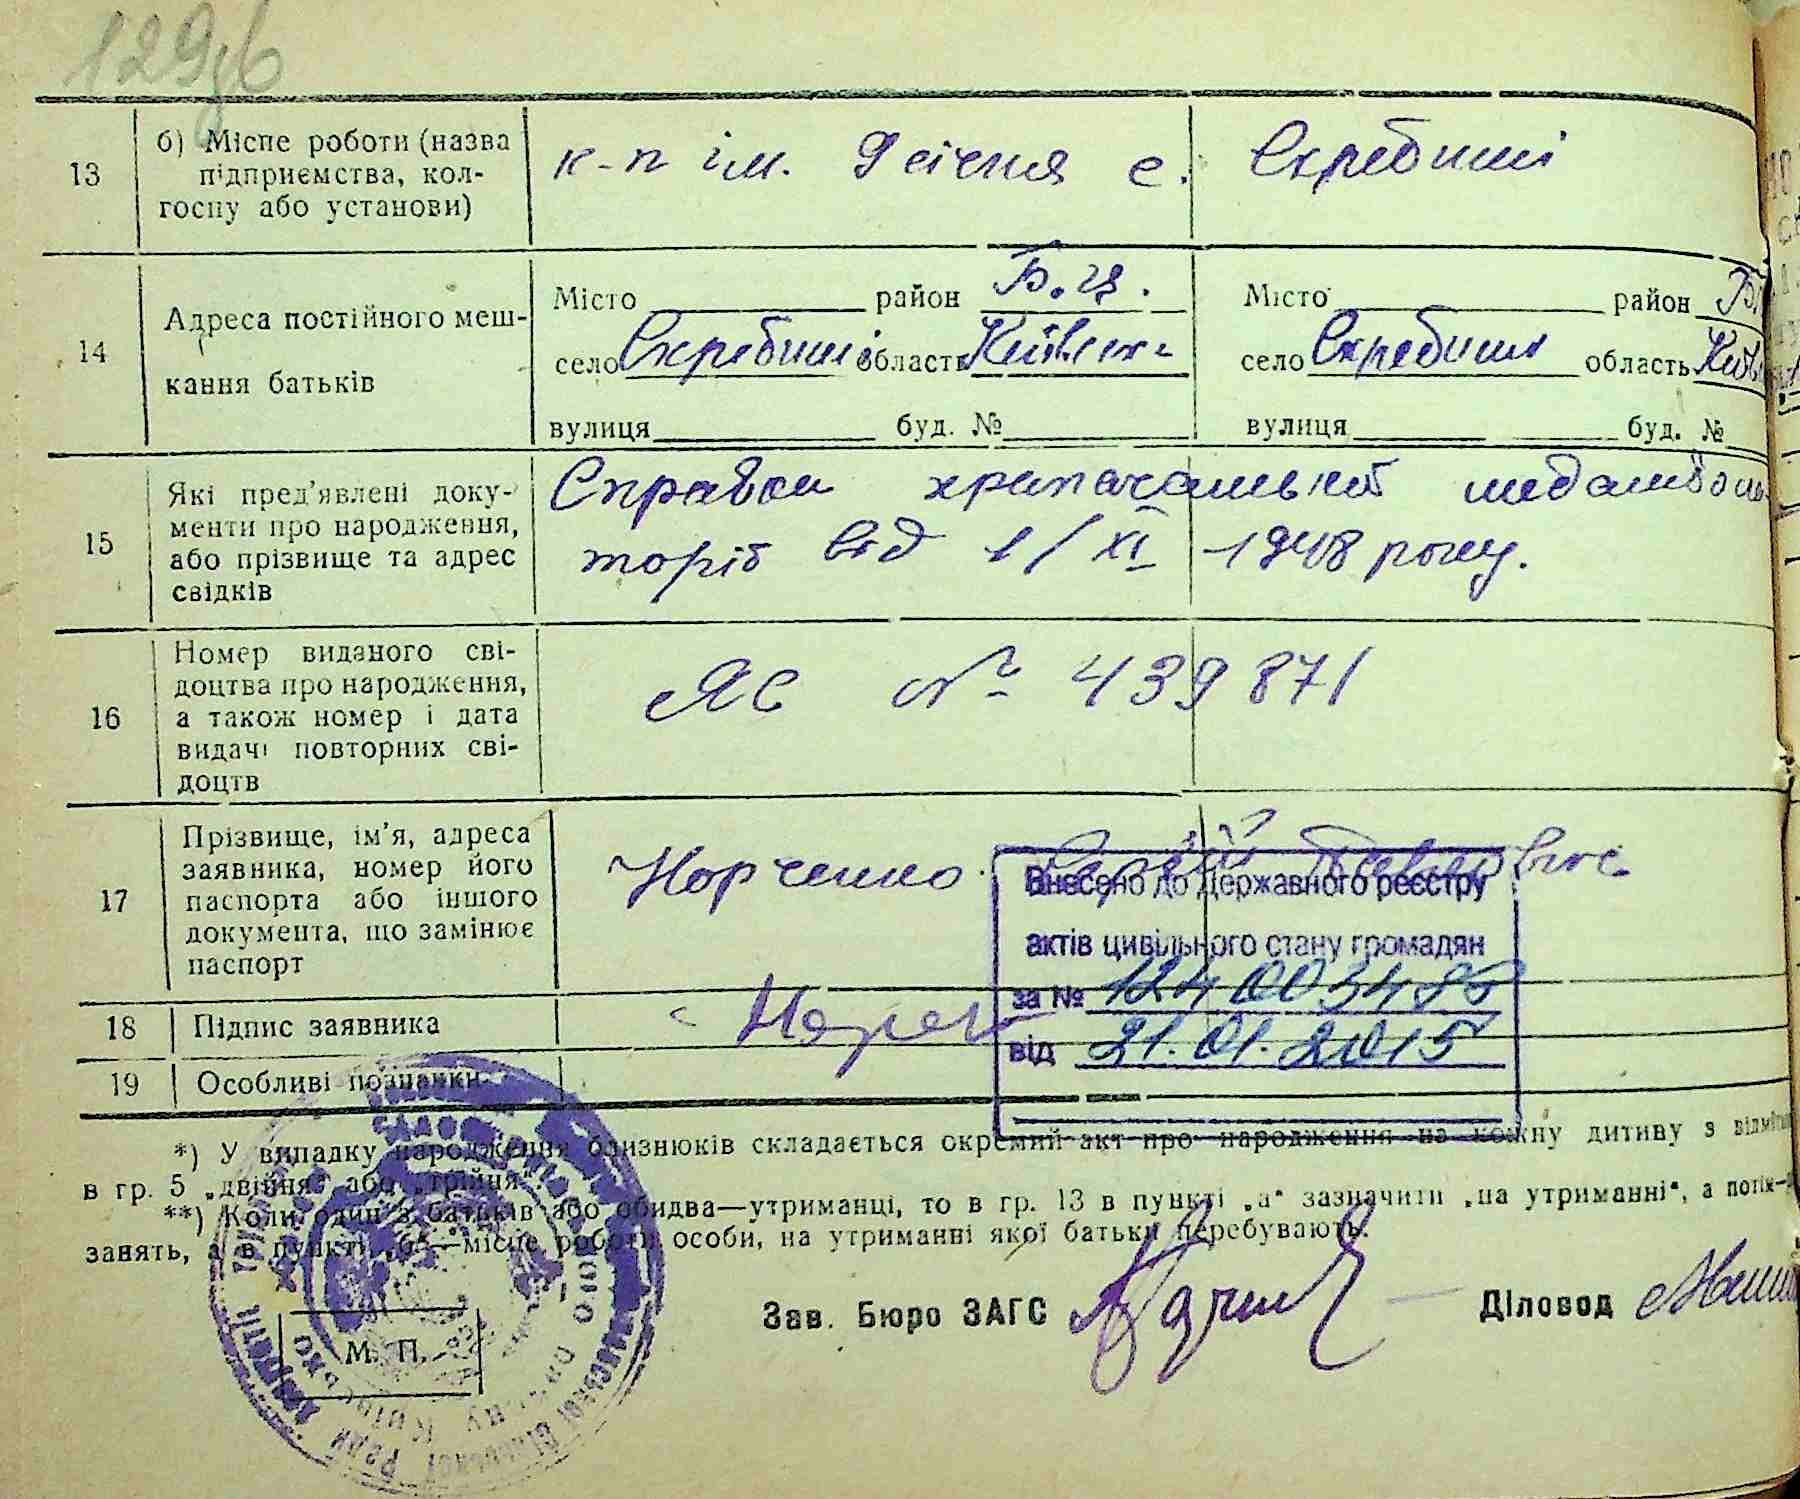 129
13
б) Місце роботи (назва
підприємства, кол-
госпу або установи)
к-п ім. 9 січня с. Скребиші
14
Адреса постійного меш-
кання батьків
Місто район Б. Ц.
село Скребиші область Київськ
вулиця буд. №
Місто район Б.
село Скребиші область Київ
вулиця буд. №
15
Які пред'явлені доку-
менти про народження,
або прізвище та адрес
свідків
Справка
від 1/XI - 1948 року.
16
Номер виданого сві-
доцтва про народження,
а також номер і дата
видачі повторних сві-
доцтв
ЯС № 439871
17
Прізвище, ім'я, адреса
заявника, номер його
паспорта або іншого
документа, що замінює
паспорт
Норченко
Внесено до Державного реєстру
актів цивільного стану громадян
за № 124003486
від 21.01.2015
18
Підпис заявника
19
Особливі познаяки
*) У випадку народження близнюків складається окремий акт про народження на кожну дитину з відміт
в гр. 5 „двійня" або „трійня".
**) Коли один з батьків або обидва—утриманці, то в гр. 13 в пункті „а" зазначити „на утриманні", а потім—
занять, а в пункті „б"—місце роботи особи, на утриманні якої батьки перебувають.
Зав. Бюро ЗАГС
Діловод
М. П.